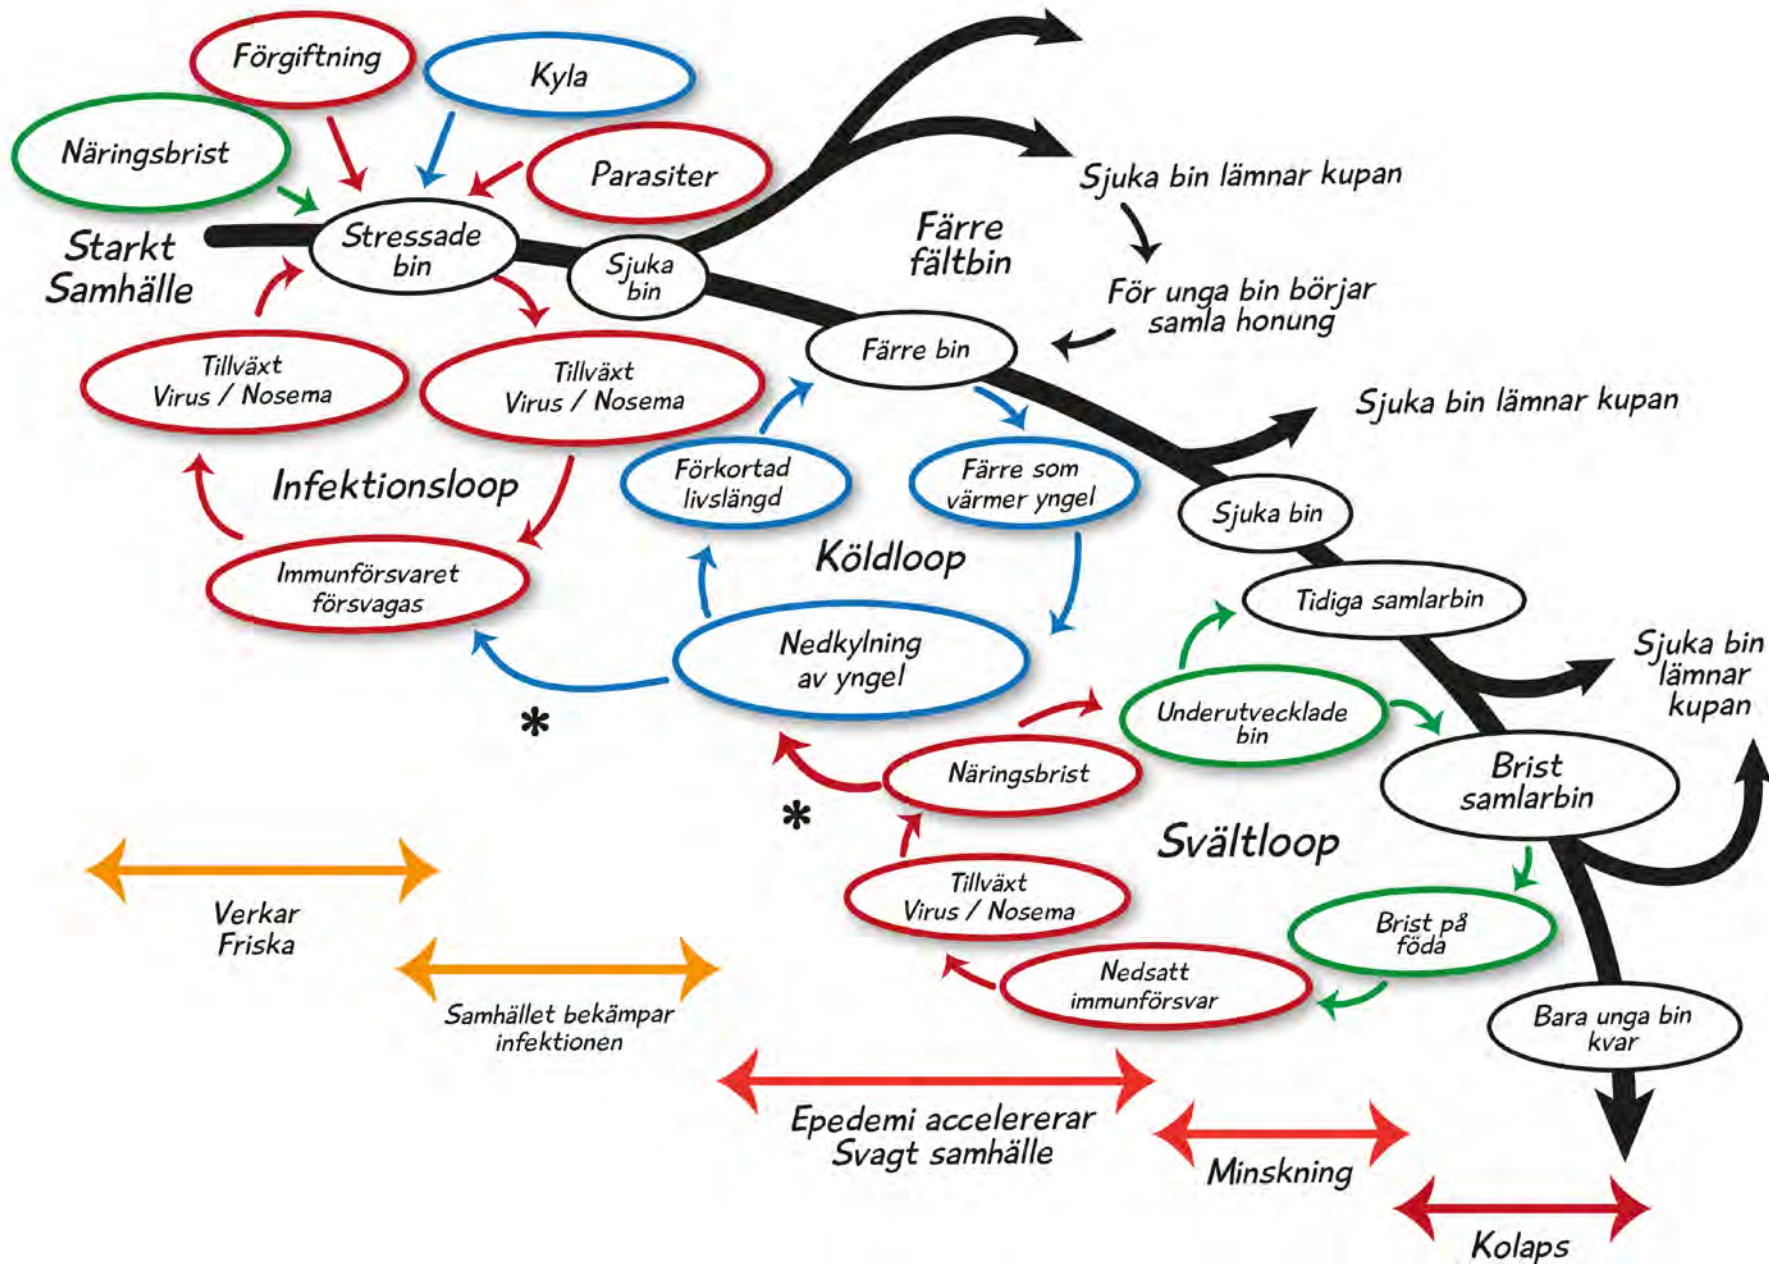 Förgiftning
Kyla
Näringsbrist
Parasiter
Sjuka bin lämnar kupan
Starkt
Samhälle
Stressade
bin
Sjuka
bin
Färre
fältbin
För unga bin börjar
samla honung
Färre bin
Tillväxt
Virus / Nosema
Tillväxt
Virus / Nosema
Sjuka bin lämnar kupan
Infektionsloop
Förkortad
livslängd
Färre som
värmer yngel
Sjuka bin
Köldloop
Immunförsvaret
försvagas
Tidiga samlarbin
Nedkylning
av yngel
Sjuka bin
lämnar
kupan
*
Underutvecklade
bin
Näringsbrist
Brist
samlarbin
*
Svältloop
Tillväxt
Virus / Nosema
Brist på
föda
Nedsatt
immunförsvar
Bara unga bin
kvar
Verkar
Friska
Samhället bekämpar
infektionen
Epedemi accelererar
Svagt samhälle
Minskning
Kolaps